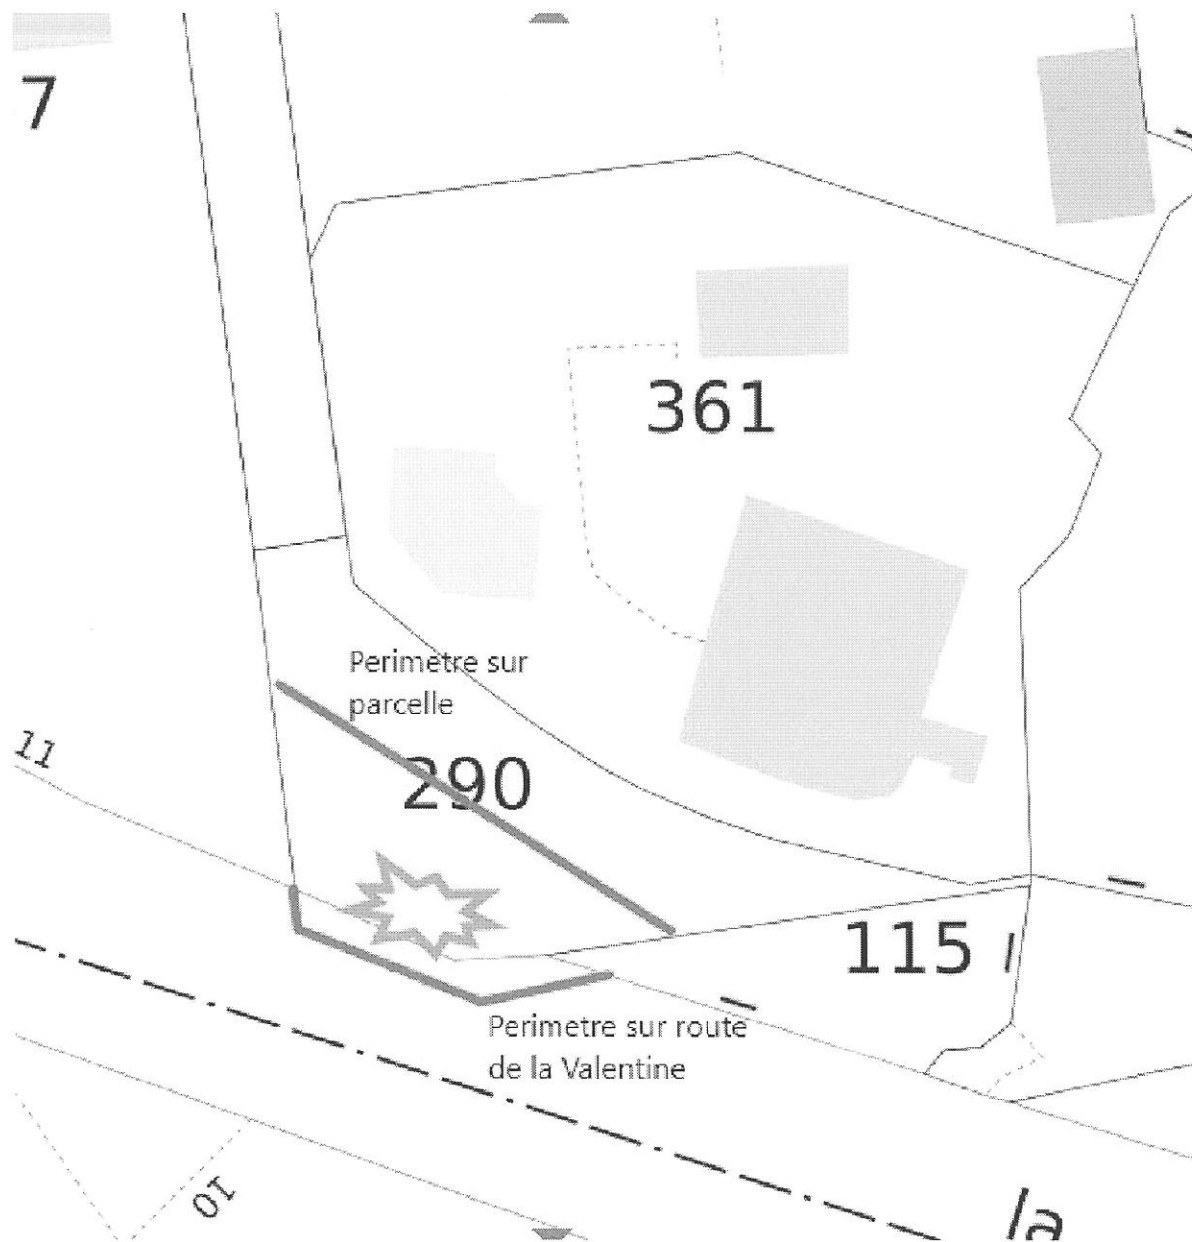 7
361
Perimetre sur
parcelle
290
11
115
Perimetre sur route
de la Valentine
10
la